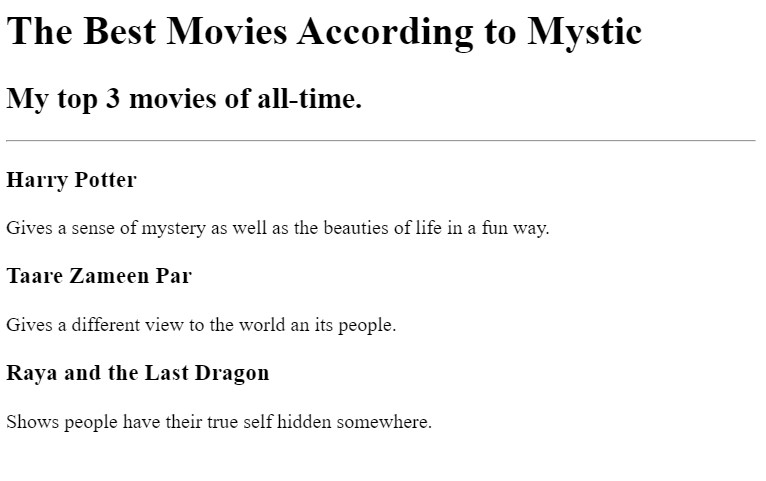 The Best Movies According to Mystic
My top 3 movies of all-time.
Harry Potter
Gives a sense of mystery as well as the beauties of life in a fun way.
Taare Zameen Par
Gives a different view to the world an its people.
Raya and the Last Dragon
Shows people have their true self hidden somewhere.